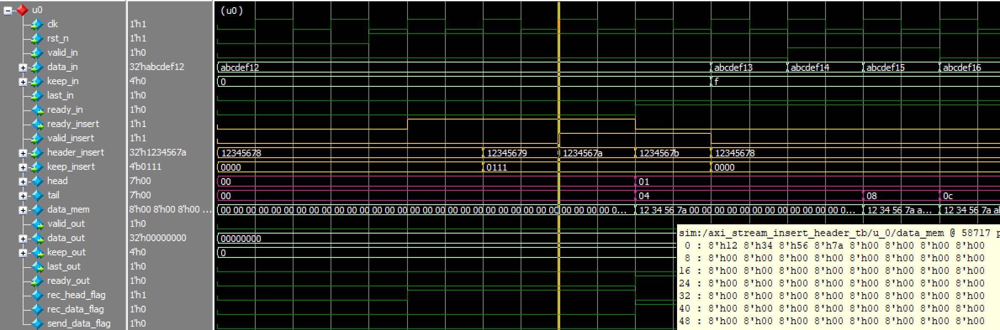 u0 (u0)
clk 1'h1
rst_n 1'h1
valid_in 1'h0
data_in 32'habcdef12 abcdef12 abcdef13 abcdef14 abcdef15 abcdef16
keep_in 4'h0 0 f
last_in 1'h0
ready_in 1'h0
ready_insert 1'h1
valid_insert 1'h1
header_insert 32'h1234567a 12345678 12345679 1234567a 1234567b 12345678
keep_insert 4'b0111 0000 0111 0000
head 7'h00 00 01
tail 7'h00 00 04 08 0c
data_mem 8'h00 8'h00 8'h00 ... 00 00 00 00 00 00 00 00 00 00 00 00 00 00 00 00 00 00 00 00 00 00 00 00 00 00 00 00 00 00 00 0... 12 34 56 7a 00 00 00 00 00 00 00 00 00 00 00 00 0... 12 34 56 7a a... 12 34 56 7a a
valid_out 1'h0
data_out 32'h00000000 00000000
keep_out 4'h0 0
last_out 1'h0
ready_out 1'h0
rec_head_flag 1'h1
rec_data_flag 1'h0
send_data_flag 1'h0
sim:/axi_stream_insert_header_tb/u_0/data_mem @ 58717 p
0 : 8'h12 8'h34 8'h56 8'h7a 8'h00 8'h00 8'h00 8'h00
8 : 8'h00 8'h00 8'h00 8'h00 8'h00 8'h00 8'h00 8'h00
16 : 8'h00 8'h00 8'h00 8'h00 8'h00 8'h00 8'h00 8'h00
24 : 8'h00 8'h00 8'h00 8'h00 8'h00 8'h00 8'h00 8'h00
32 : 8'h00 8'h00 8'h00 8'h00 8'h00 8'h00 8'h00 8'h00
40 : 8'h00 8'h00 8'h00 8'h00 8'h00 8'h00 8'h00 8'h00
48 : 8'h00 8'h00 8'h00 8'h00 8'h00 8'h00 8'h00 8'h00